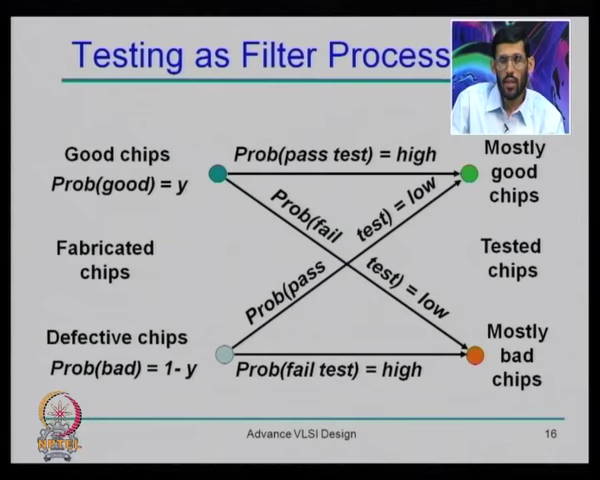 Testing as Filter Process
Good chips
Prob(good) = y
Prob(pass test) = high
Mostly
good
chips
Prob(fail test) = low
Prob(pass test) = low
Fabricated
chips
Tested
chips
Defective chips
Prob(bad) = 1- y
Prob(fail test) = high
Mostly
bad
chips
NPTEL
Advance VLSI Design
16